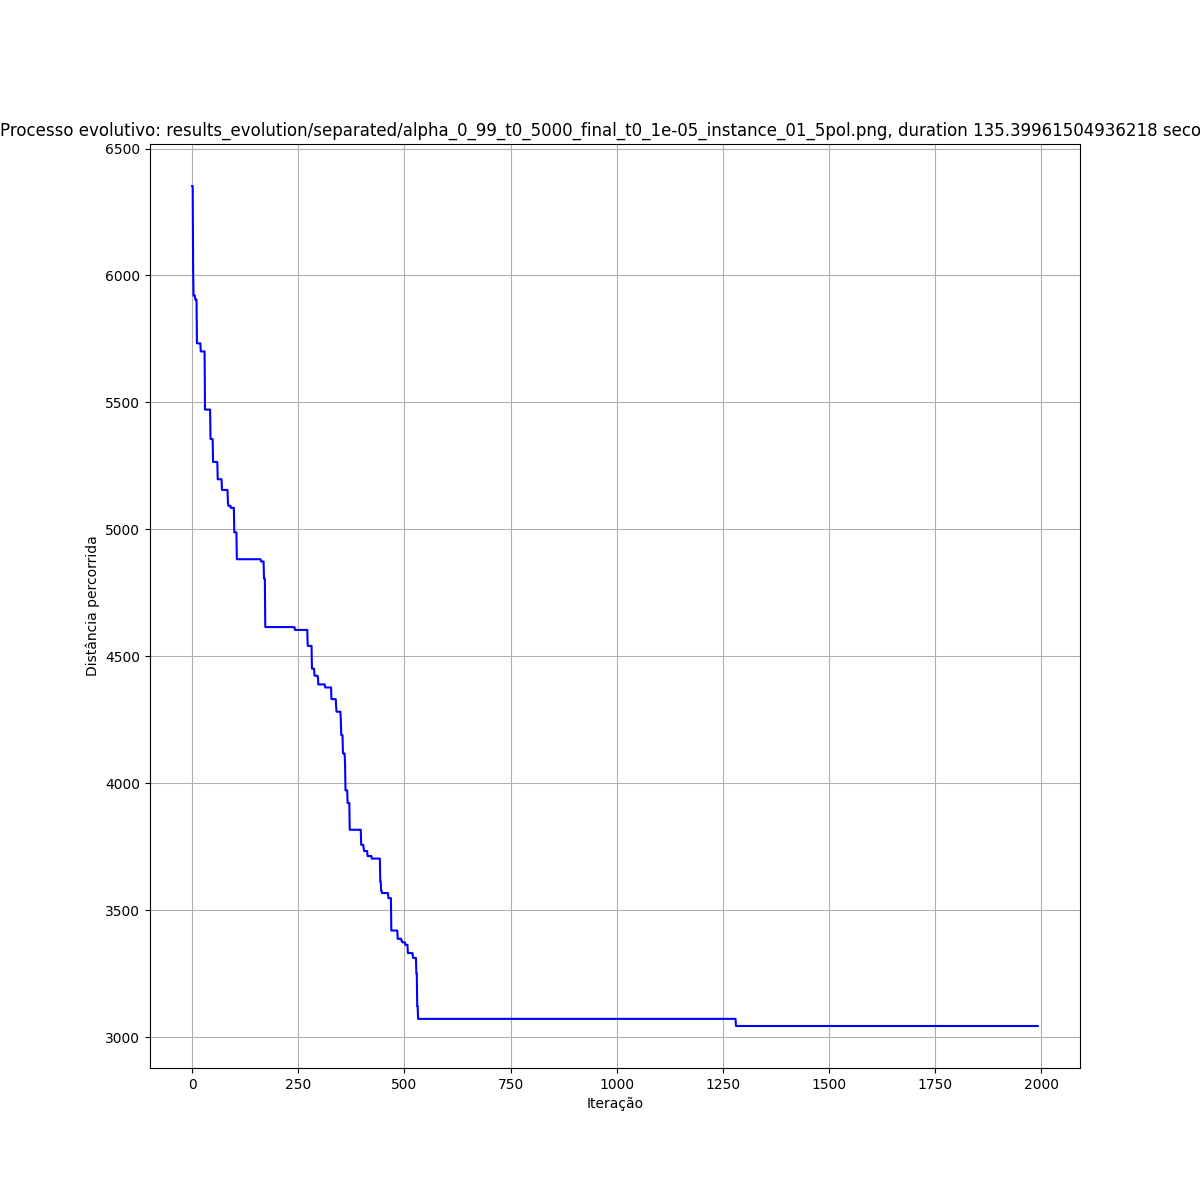 Processo evolutivo: results_evolution/separated/alpha_0_99_t0_5000_final_t0_1e-05_instance_01_5pol.png, duration 135.39961504936218 seco
6500
6000
5500
5000
4500
4000
3500
3000
Distância percorrida
0 250 500 750 1000 1250 1500 1750 2000
Iteração